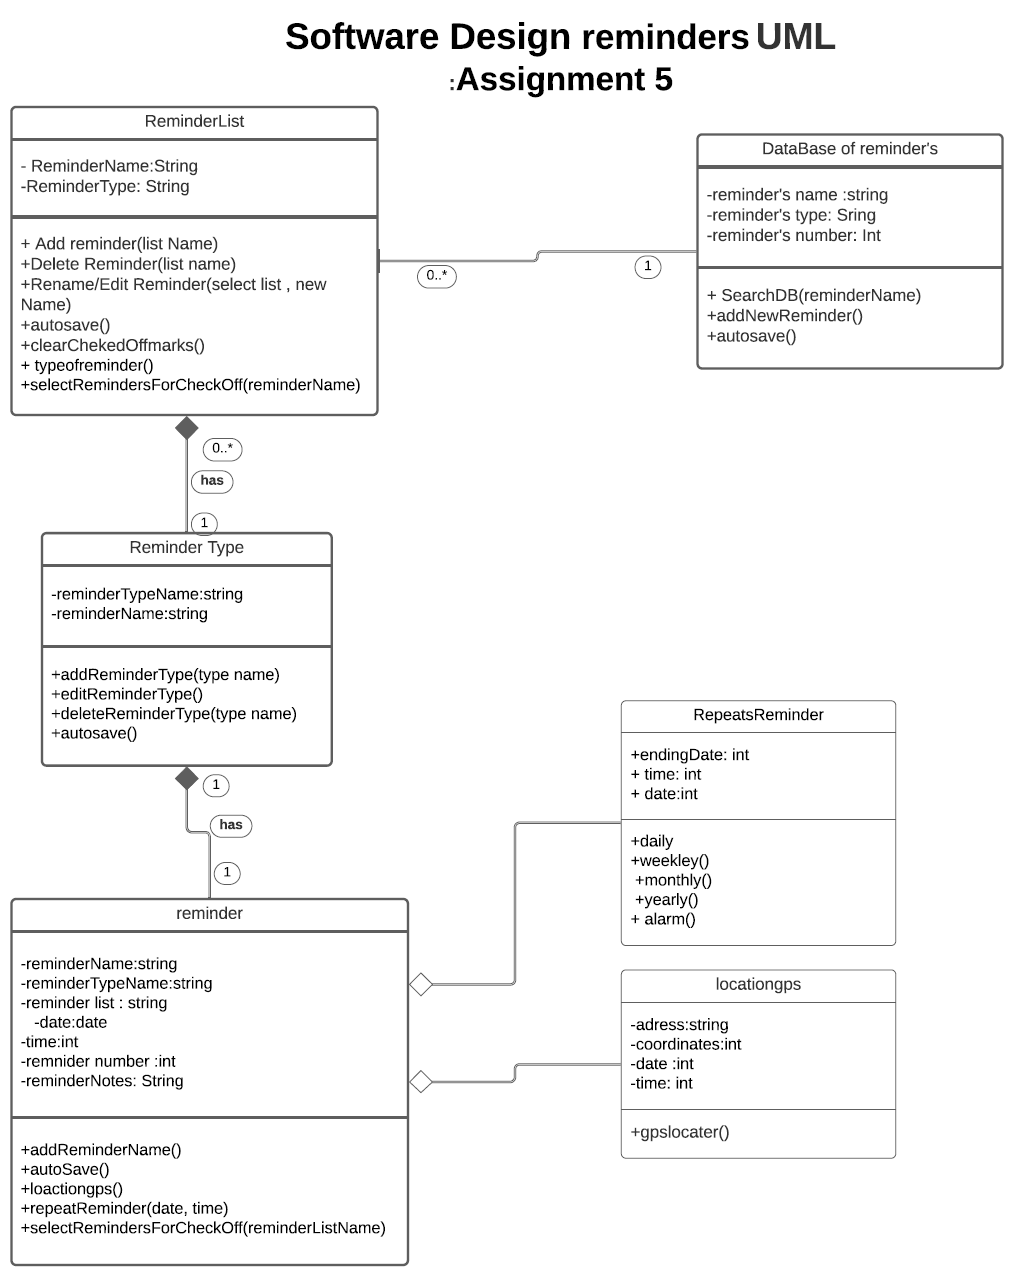 Software Design reminders UML
:Assignment 5
ReminderList
- ReminderName:String
-ReminderType: String
+ Add reminder(list Name)
+Delete Reminder(list name)
+Rename/Edit Reminder(select list , new
Name)
+autosave()
+clearChekedOffmarks()
+ typeofreminder()
+selectRemindersForCheckOff(reminderName)
0..*
1
DataBase of reminder's
-reminder's name :string
-reminder's type: Sring
-reminder's number: Int
+ SearchDB(reminderName)
+addNewReminder()
+autosave()
0..*
has
1
Reminder Type
-reminderTypeName:string
-reminderName:string
+addReminderType(type name)
+editReminderType()
+deleteReminderType(type name)
+autosave()
1
has
1
reminder
-reminderName:string
-reminderTypeName:string
-reminder list : string
-date:date
-time:int
-remnider number :int
-reminderNotes: String
+addReminderName()
+autoSave()
+loactiongps()
+repeatReminder(date, time)
+selectRemindersForCheckOff(reminderListName)
RepeatsReminder
+endingDate: int
+ time: int
+ date:int
+daily
+weekley()
+monthly()
+yearly()
+ alarm()
locationgps
-adress:string
-coordinates:int
-date :int
-time: int
+gpslocater()